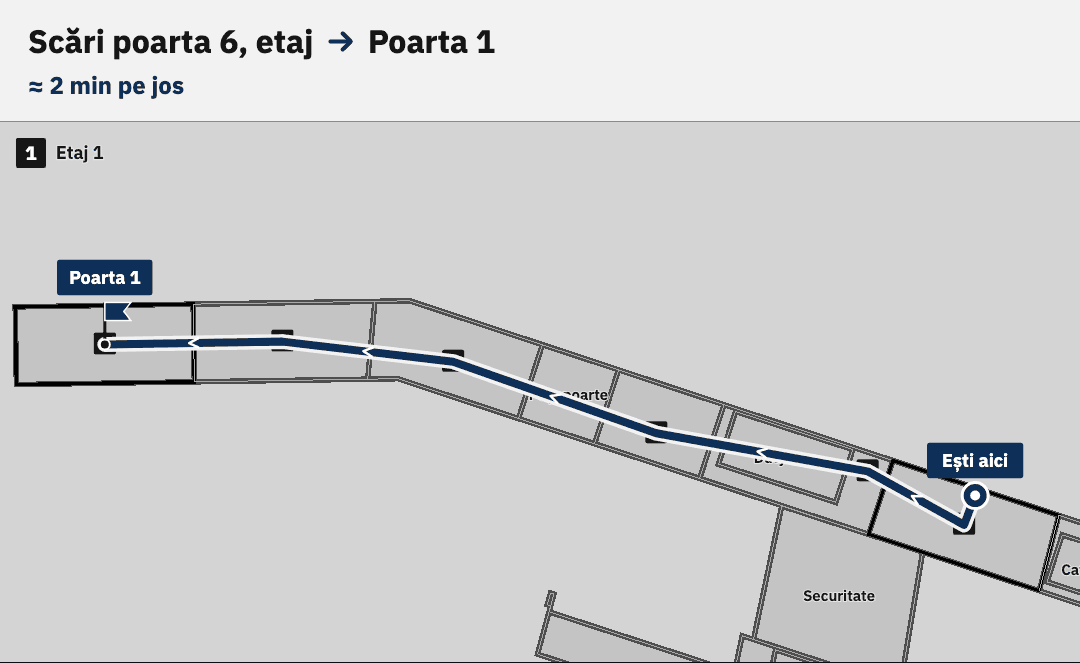 Scări poarta 6, etaj → Poarta 1
≈ 2 min pe jos
1 Etaj 1
Poarta 1
Ești aici
Securitate